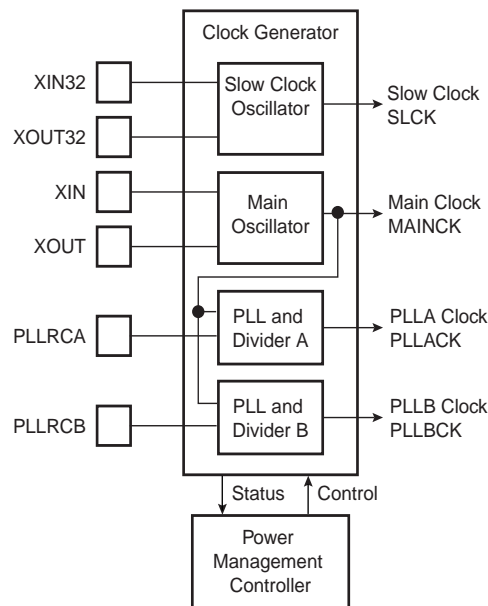 Clock Generator
XIN32
Slow Clock
Oscillator
Slow Clock
SLCK
XOUT32
XIN
Main
Oscillator
Main Clock
MAINCK
XOUT
PLLRCA
PLL and
Divider A
PLLA Clock
PLLACK
PLLRCB
PLL and
Divider B
PLLB Clock
PLLBCK
Status
Control
Power
Management
Controller